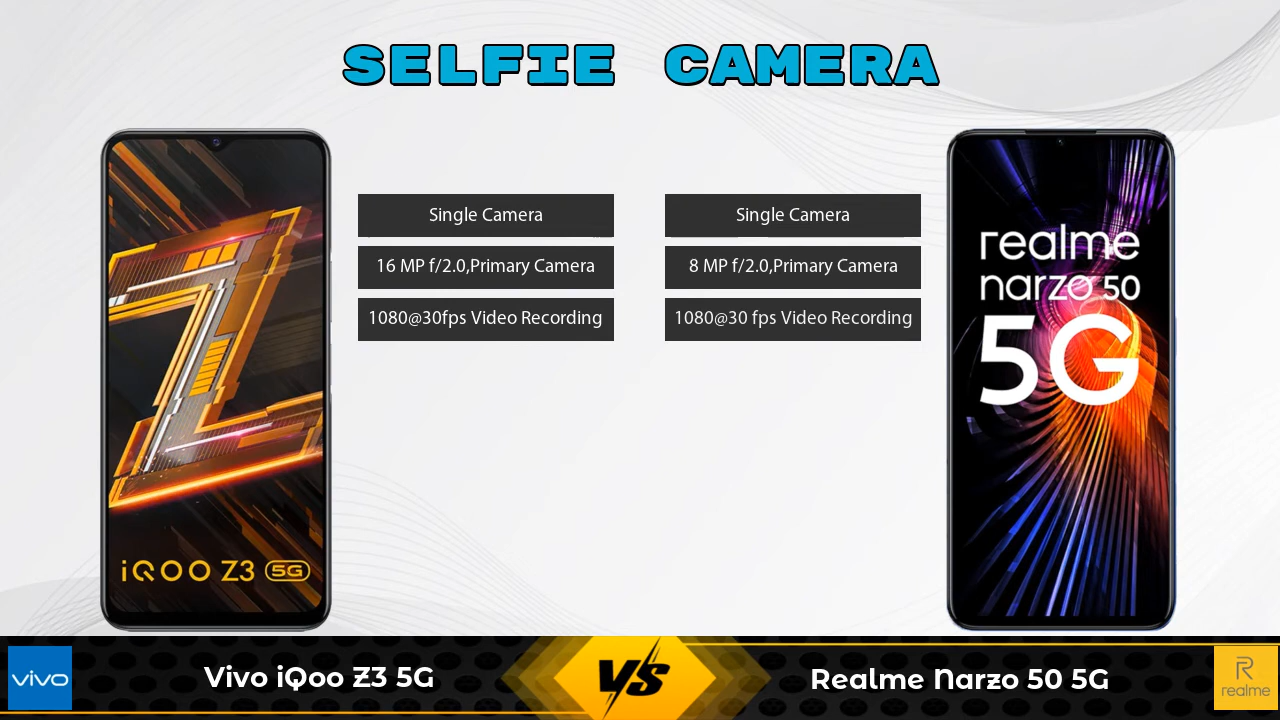 SELFIE CAMERA
Single Camera
16 MP f/2.0,Primary Camera
1080@30fps Video Recording
Single Camera
8 MP f/2.0,Primary Camera
1080@30 fps Video Recording
iQOO Z3 5G
realme
narzo 50
5G
vivo
Vivo iQoo Z3 5G
VS
Realme Narzo 50 5G
R
realme